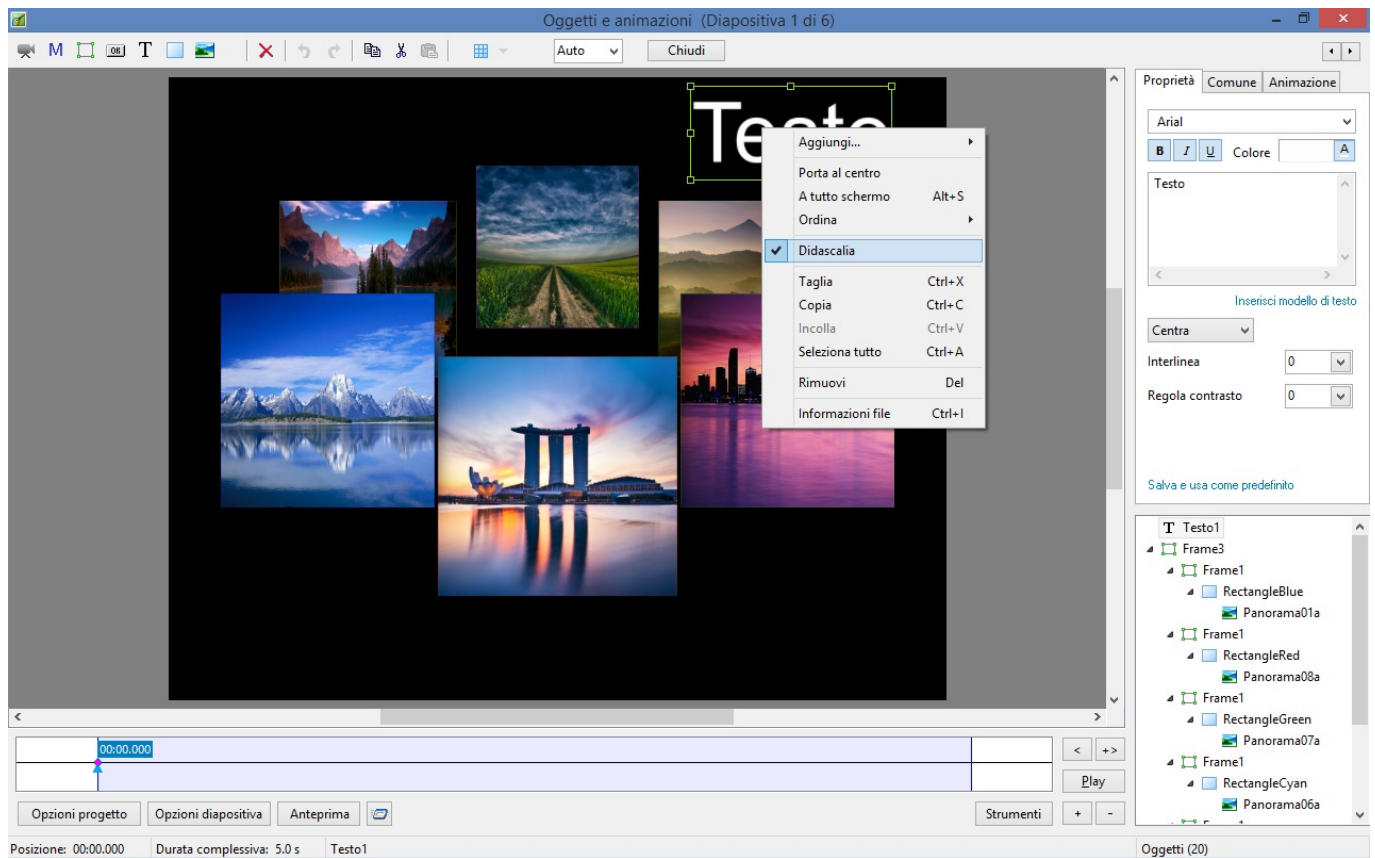 Oggetti e animazioni (Diapositiva 1 di 6)
M OK T Auto Chiudi
Proprietà Comune Animazione
Arial
B I U Colore A
Testo
Inserisci modello di testo
Centra
Interlinea 0
Regola contrasto 0
Salva e usa come predefinito
Testo
Aggiungi...
Porta al centro
A tutto schermo Alt+S
Ordina
Didascalia
Taglia Ctrl+X
Copia Ctrl+C
Incolla Ctrl+V
Seleziona tutto Ctrl+A
Rimuovi Del
Informazioni file Ctrl+I
T Testo1
Frame3
Frame1
RectangleBlue
Panorama01a
Frame1
RectangleRed
Panorama08a
Frame1
RectangleGreen
Panorama07a
Frame1
RectangleCyan
Panorama06a
00:00.000
< +>
Play
Opzioni progetto Opzioni diapositiva Anteprima Strumenti + -
Posizione: 00:00.000 Durata complessiva: 5.0 s Testo1 Oggetti (20)